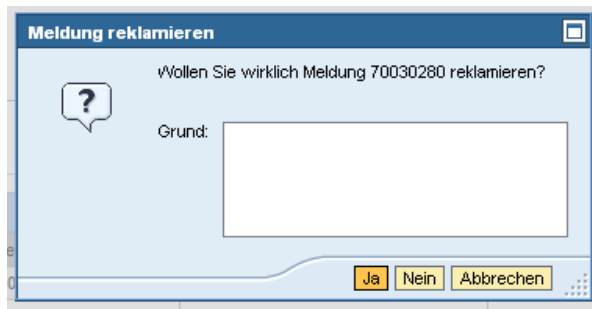 Meldung reklamieren
Wollen Sie wirklich Meldung 70030280 reklamieren?
?
Grund:
Ja Nein Abbrechen